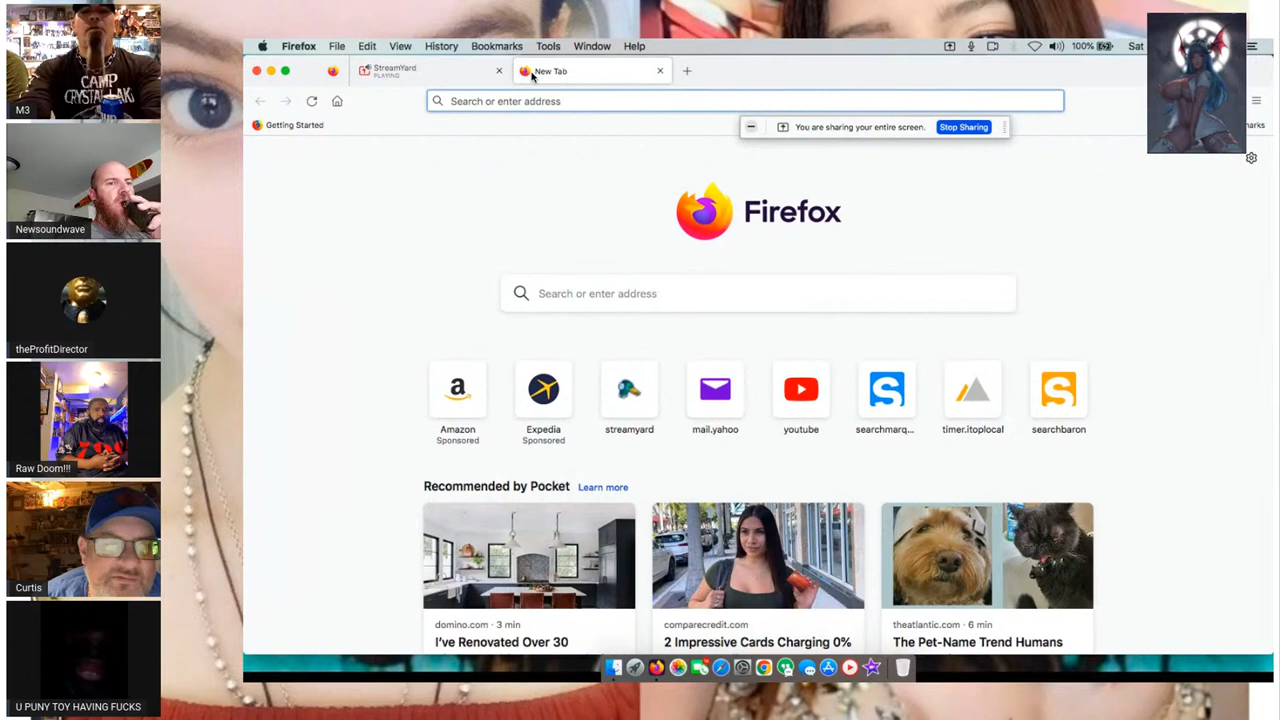 CAMP
CRYSTAL LAKE
M3
Newsoundwave
theProfitDirector
Raw Doom!!!
Curtis
U PUNY TOY HAVING FUCKS
Firefox File Edit View History Bookmarks Tools Window Help
100% Sat
StreamYard
PLAYING
New Tab
Search or enter address
Getting Started
You are sharing your entire screen. Stop Sharing
Firefox
Search or enter address
a
Amazon
Sponsored
Expedia
Sponsored
streamyard
mail.yahoo
youtube
S
searchmarq...
timer.itoplocal
S
searchbaron
Recommended by Pocket Learn more
domino.com · 3 min
I've Renovated Over 30
comparecredit.com
2 Impressive Cards Charging 0%
theatlantic.com · 6 min
The Pet-Name Trend Humans